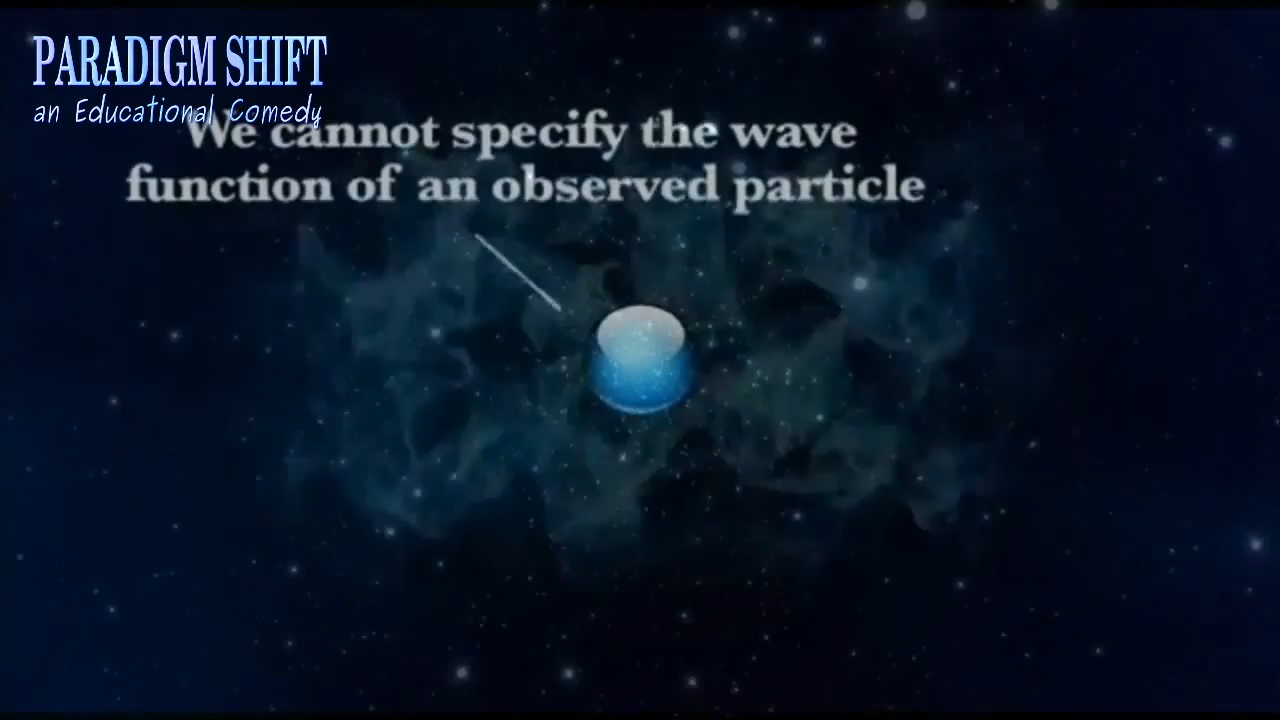 PARADIGM SHIFT
an Educational Comedy
We cannot specify the wave
function of an observed particle